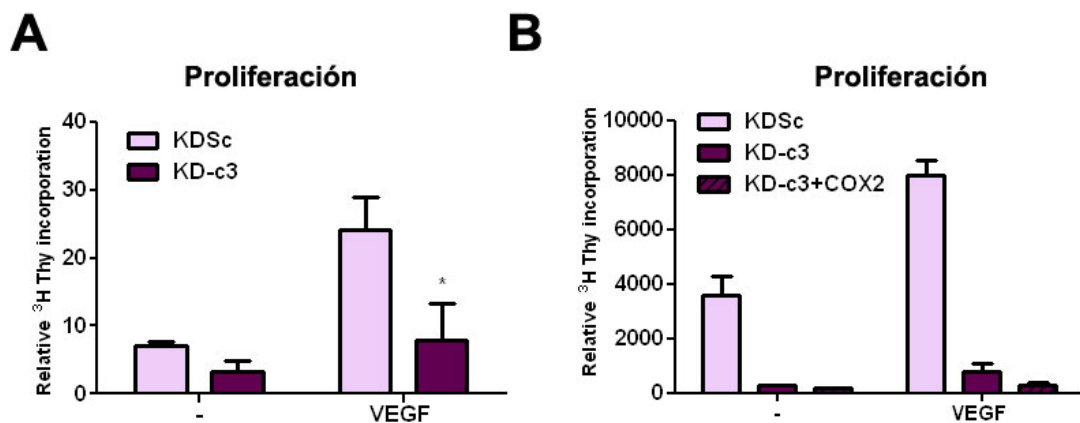 A
Proliferación
Relative ³H Thy incorporation
40
30
20
10
0
KDSc
KD-c3
*
-
VEGF
B
Proliferación
Relative ³H Thy incorporation
10000
8000
6000
4000
2000
0
KDSc
KD-c3
KD-c3+COX2
-
VEGF